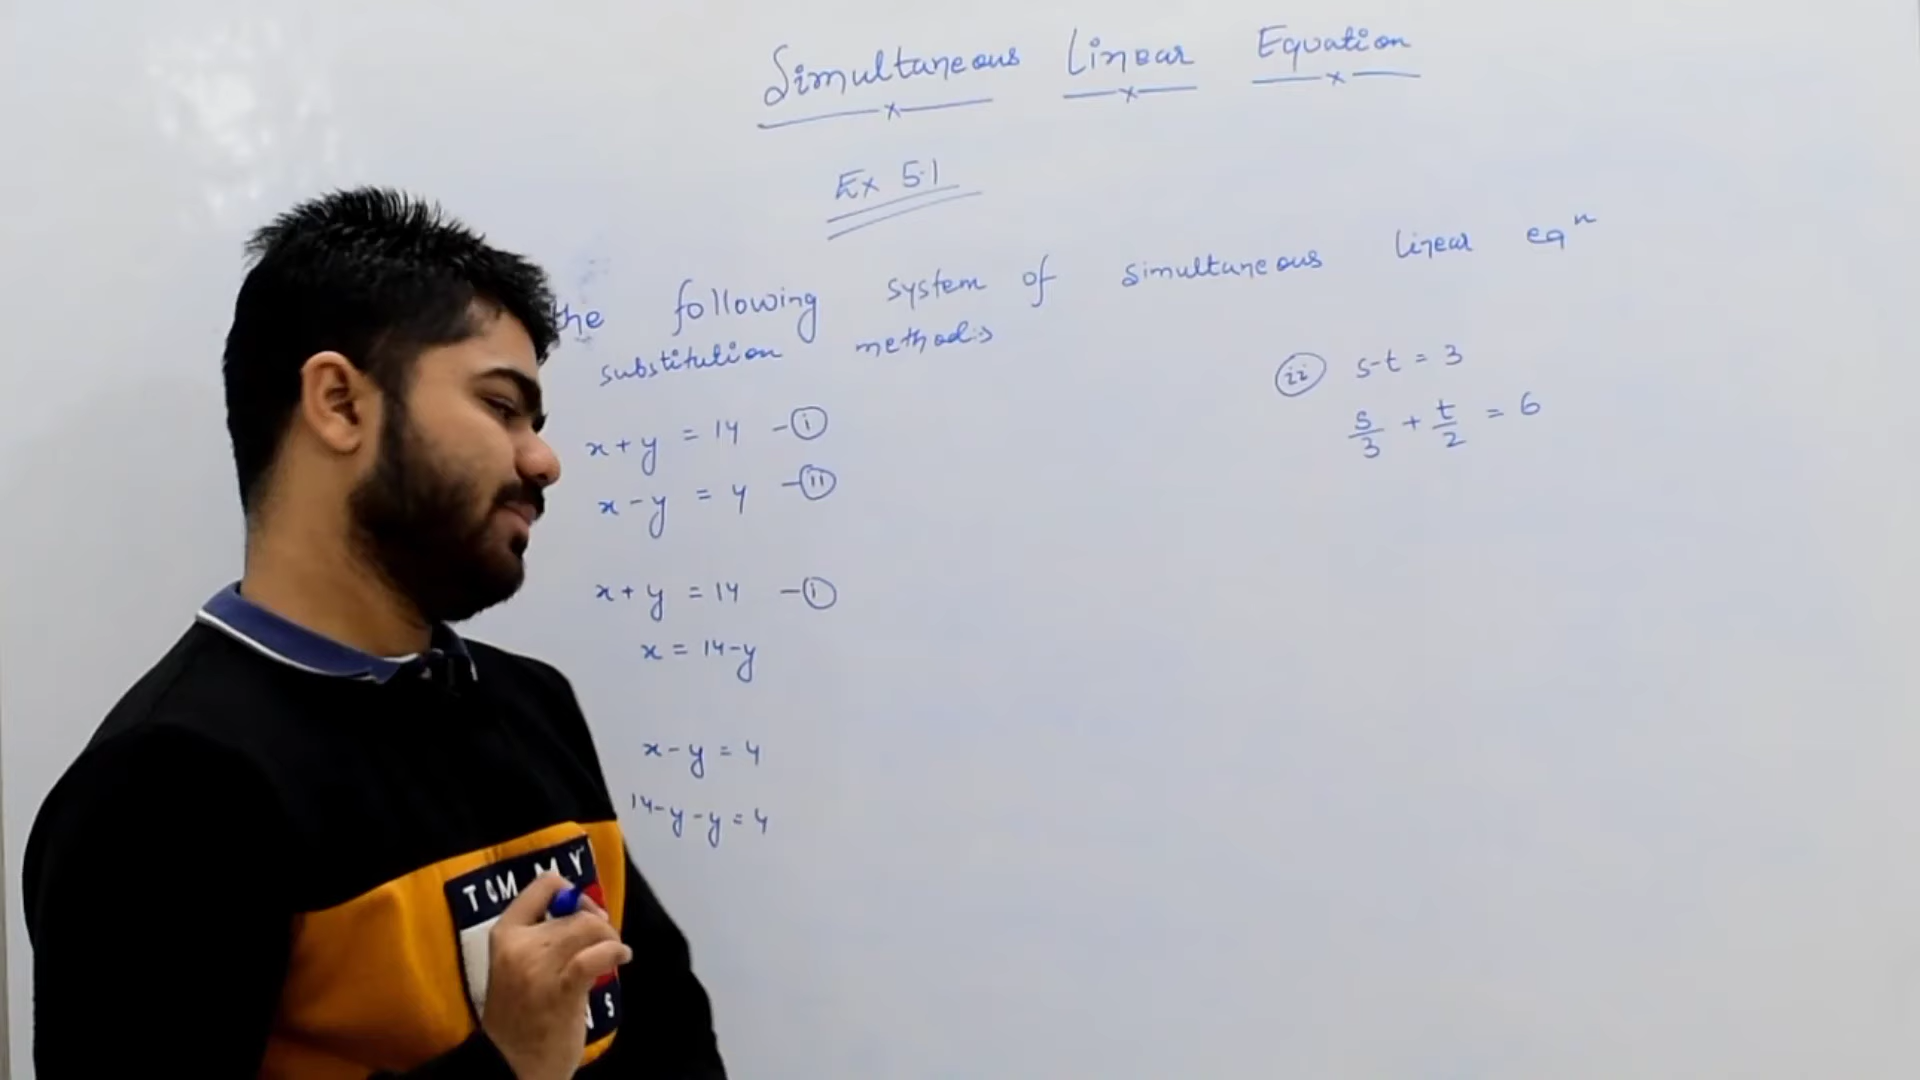 Simultaneous Linear Equation
Ex 5.1
the following system of simultaneous linear eqⁿ
substitution methods
x + y = 14 - (i)
x - y = 4 - (ii)
x + y = 14 - (i)
x = 14 - y
x - y = 4
14 - y - y = 4
(ii) s - t = 3
s/3 + t/2 = 6
TOMMY
NS